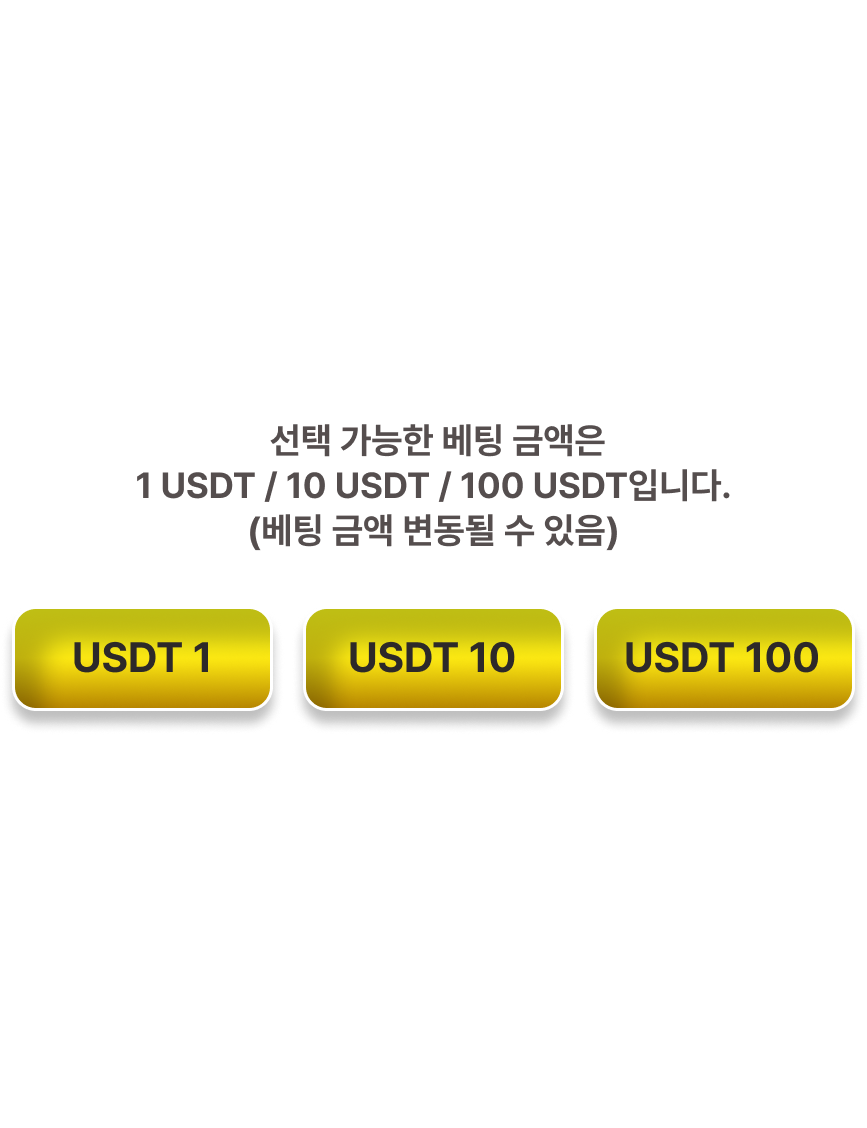 선택 가능한 베팅 금액은
1 USDT / 10 USDT / 100 USDT입니다.
(베팅 금액 변동될 수 있음)
USDT 1
USDT 10
USDT 100